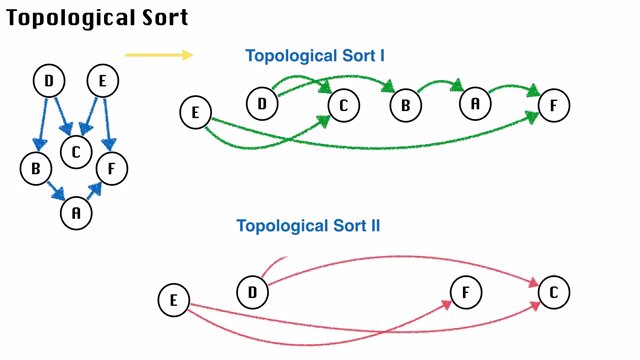 Topological Sort
Topological Sort I
D E
E D C B A F
B C F
A
Topological Sort II
E D F C